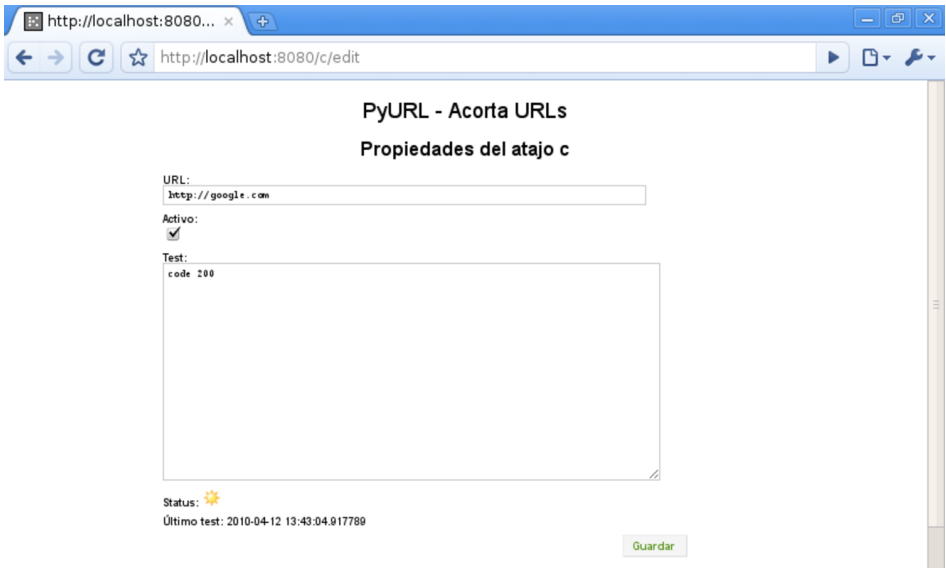 http://localhost:8080...
http://localhost:8080/c/edit
PyURL - Acorta URLs
Propiedades del atajo c
URL:
http://google.com
Activo:
Test:
code 200
Status:
Último test: 2010-04-12 13:43:04.917789
Guardar